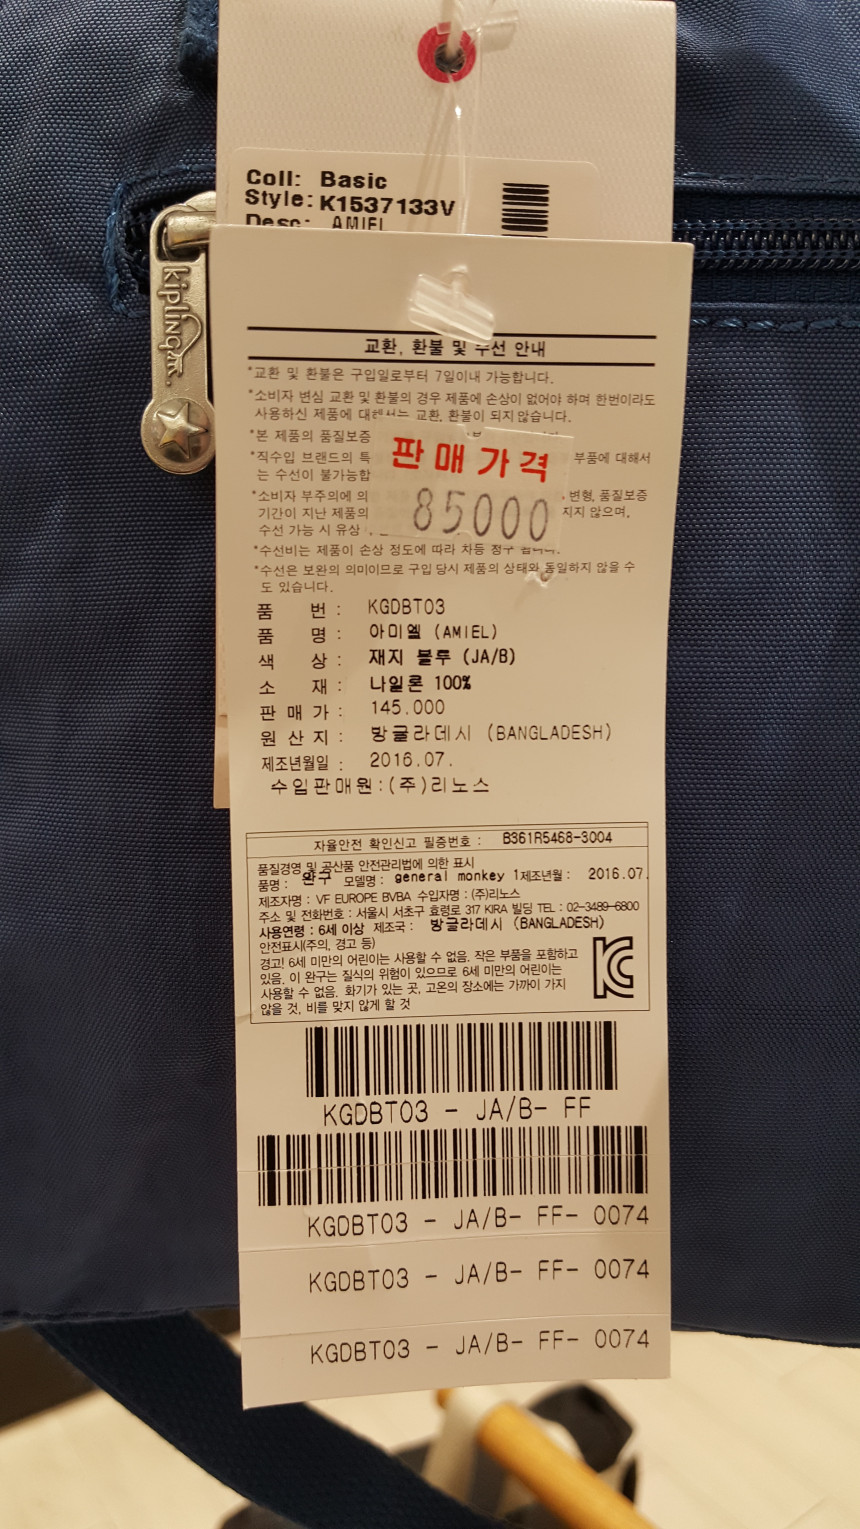 Coll: Basic
Style: K1537133V
Desc: AMIEL
kipling
교환, 환불 및 수선 안내
*교환 및 환불은 구입일로부터 7일이내 가능합니다.
*소비자 변심 교환 및 환불의 경우 제품에 손상이 없어야 하며 한번이라도
사용하신 제품에 대해서는 교환, 환불이 되지 않습니다.
*본 제품의 품질보증
*직수입 브랜드의 특 부품에 대해서
는 수선이 불가능합
판매가격
85000
*소비자 부주의에 의 변형, 품질보증
기간이 지난 제품의 지지 않으며,
수선 가능 시 유상
*수선비는 제품이 손상 정도에 따라 차등 청구 됩니다.
*수선은 보완의 의미이므로 구입 당시 제품의 상태와 동일하지 않을 수
도 있습니다.
품 번 : KGDBT03
품 명 : 아미엘 (AMIEL)
색 상 : 재지 블루 (JA/B)
소 재 : 나일론 100%
판 매 가 : 145.000
원 산 지 : 방글라데시 (BANGLADESH)
제조년월일 : 2016.07.
수입판매원:(주)리노스
자율안전 확인신고 필증번호 : B361R5468-3004
품질경영 및 공산품 안전관리법에 의한 표시
품명 : 완구 모델명 : general monkey 1 제조년월 : 2016.07.
제조자명 : VF EUROPE BVBA 수입자명 : (주)리노스
주소 및 전화번호 : 서울시 서초구 효령로 317 KIRA 빌딩 TEL : 02-3489-6800
사용연령 : 6세 이상 제조국 : 방글라데시 (BANGLADESH)
안전표시(주의, 경고 등)
경고! 6세 미만의 어린이는 사용할 수 없음. 작은 부품을 포함하고
있음. 이 완구는 질식의 위험이 있으므로 6세 미만의 어린이는
사용할 수 없음. 화기가 있는 곳, 고온의 장소에는 가까이 가지
않을 것, 비를 맞지 않게 할 것
KGDBT03 - JA/B- FF
KGDBT03 - JA/B- FF- 0074
KGDBT03 - JA/B- FF- 0074
KGDBT03 - JA/B- FF- 0074